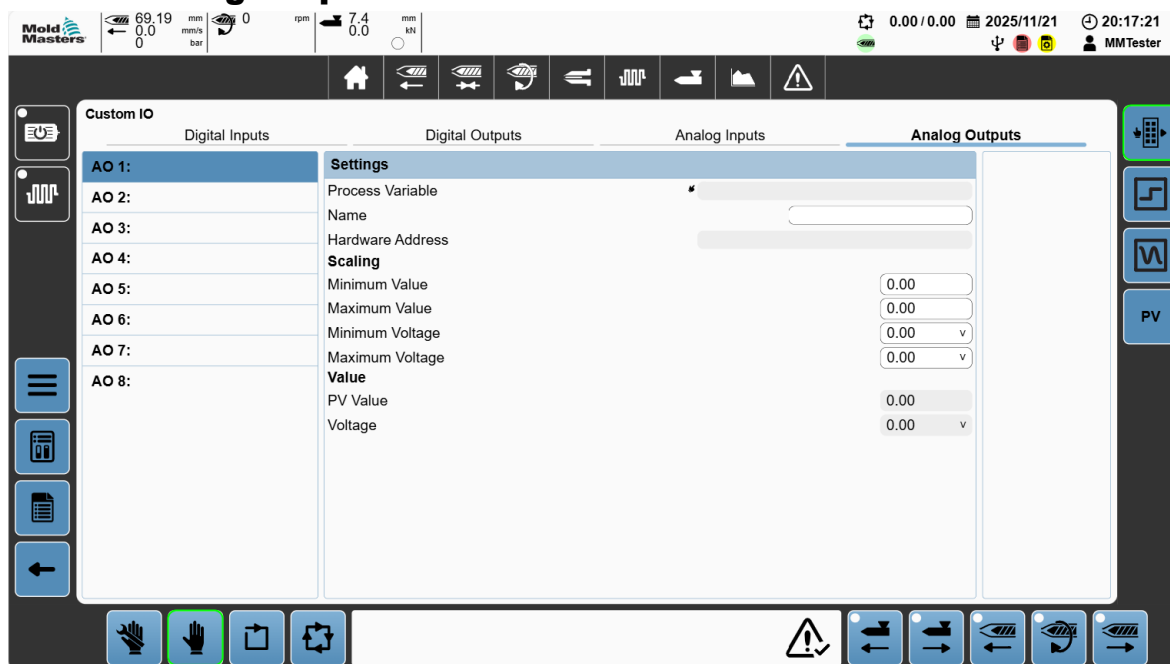 Mold
Masters
69.19 mm
0.0 mm/s
0 bar
0 rpm
7.4 mm
0.0 kN
0.00 / 0.00
2025/11/21
20:17:21
MMTester
Custom IO
Digital Inputs
Digital Outputs
Analog Inputs
Analog Outputs
AO 1:
AO 2:
AO 3:
AO 4:
AO 5:
AO 6:
AO 7:
AO 8:
Settings
Process Variable
Name
Hardware Address
Scaling
Minimum Value 0.00
Maximum Value 0.00
Minimum Voltage 0.00 v
Maximum Voltage 0.00 v
Value
PV Value 0.00
Voltage 0.00 v
PV